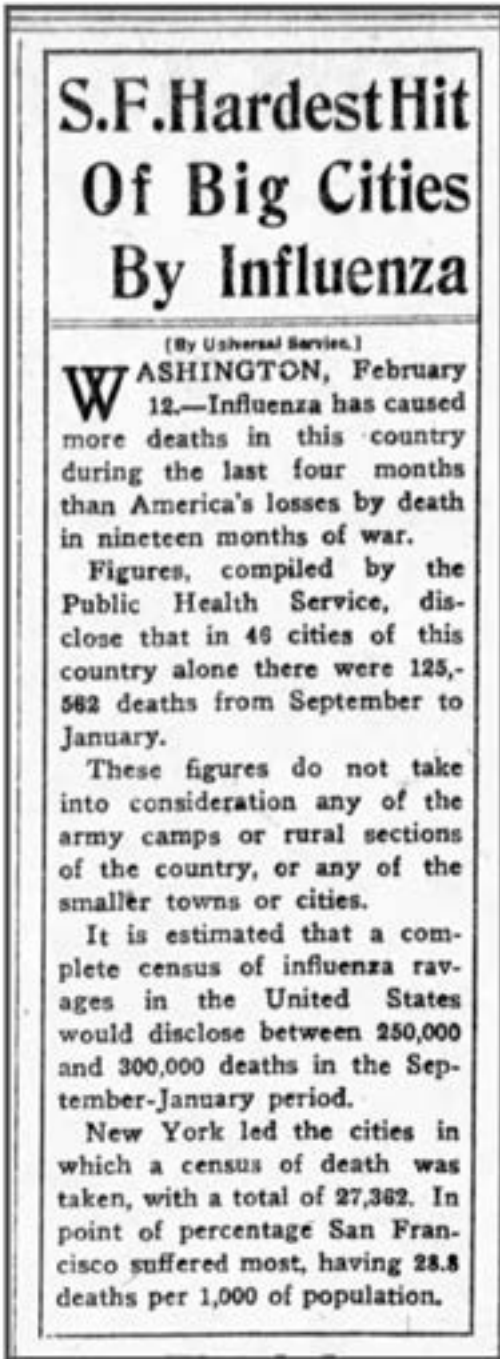 S.F.Hardest Hit
Of Big Cities
By Influenza
[By Universal Service.]
WASHINGTON, February
12.—Influenza has caused
more deaths in this country
during the last four months
than America's losses by death
in nineteen months of war.
Figures, compiled by the
Public Health Service, dis-
close that in 46 cities of this
country alone there were 125,-
562 deaths from September to
January.
These figures do not take
into consideration any of the
army camps or rural sections
of the country, or any of the
smaller towns or cities.
It is estimated that a com-
plete census of influenza rav-
ages in the United States
would disclose between 250,000
and 300,000 deaths in the Sep-
tember-January period.
New York led the cities in
which a census of death was
taken, with a total of 27,362. In
point of percentage San Fran-
cisco suffered most, having 28.8
deaths per 1,000 of population.